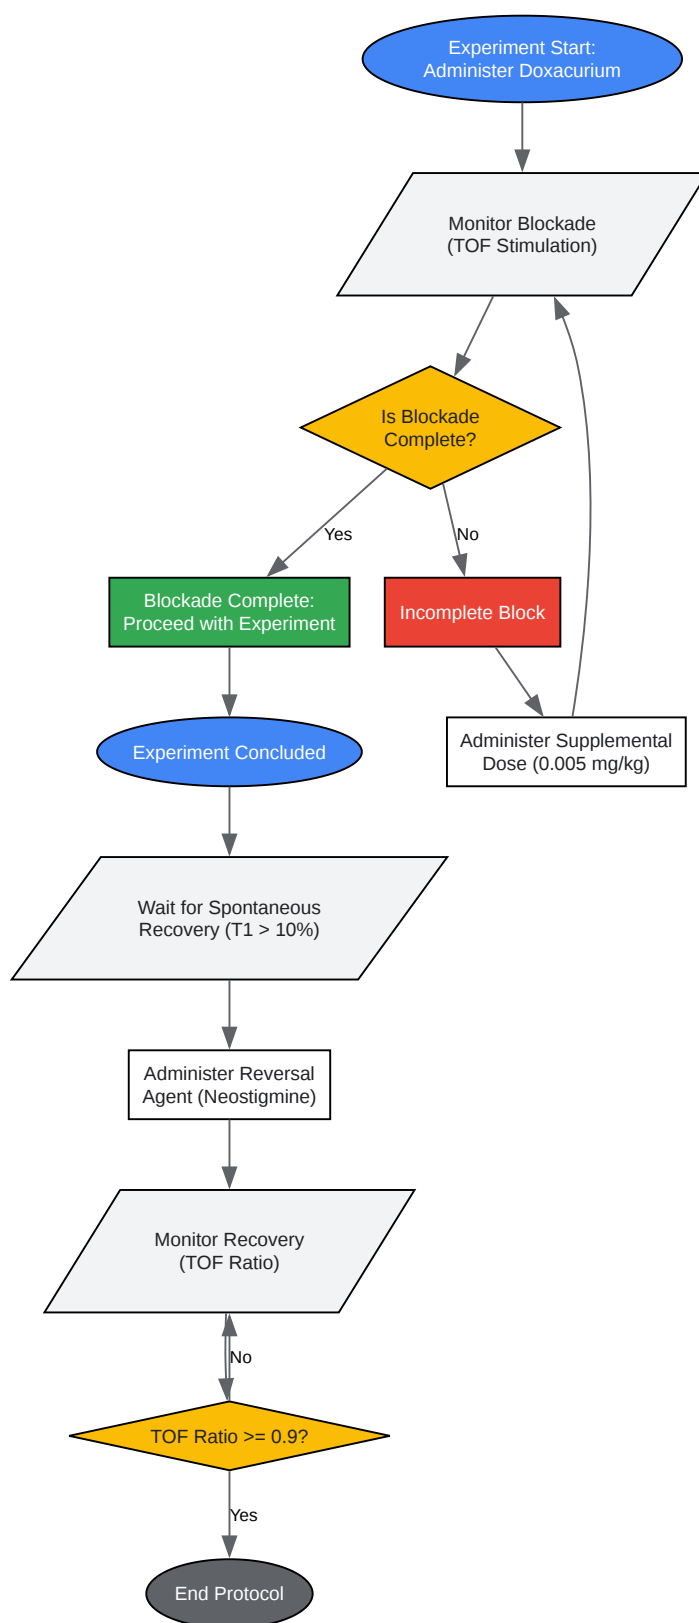 Experiment Start:
Administer Doxacurium
Monitor Blockade
(TOF Stimulation)
Is Blockade
Complete?
Yes
No
Blockade Complete:
Proceed with Experiment
Incomplete Block
Experiment Concluded
Administer Supplemental
Dose (0.005 mg/kg)
Wait for Spontaneous
Recovery (T1 > 10%)
Administer Reversal
Agent (Neostigmine)
Monitor Recovery
(TOF Ratio)
No
TOF Ratio >= 0.9?
Yes
End Protocol